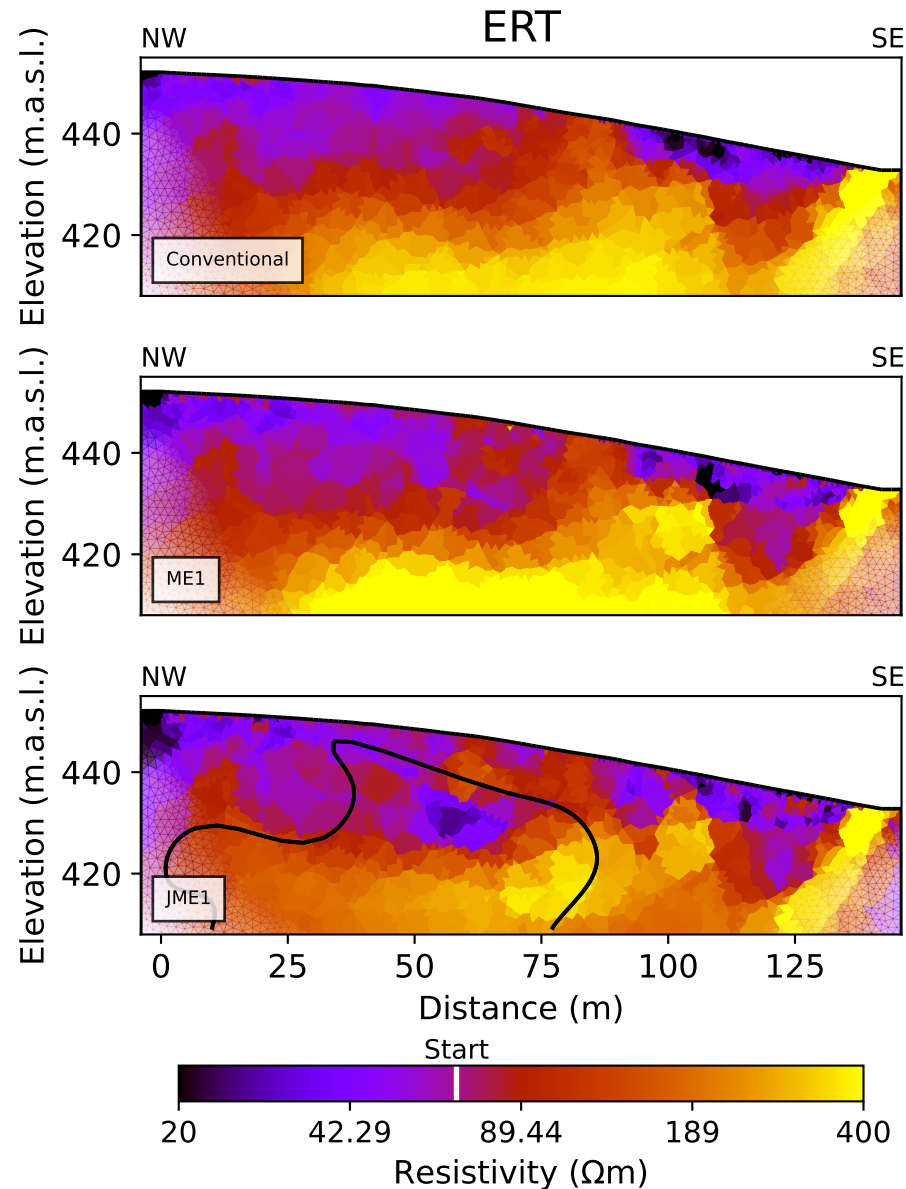 ERT
NW SE
Elevation (m.a.s.l.)
440
420
Conventional
NW SE
Elevation (m.a.s.l.)
440
420
ME1
NW SE
Elevation (m.a.s.l.)
440
420
JME1
0 25 50 75 100 125
Distance (m)
Start
20 42.29 89.44 189 400
Resistivity (Ωm)